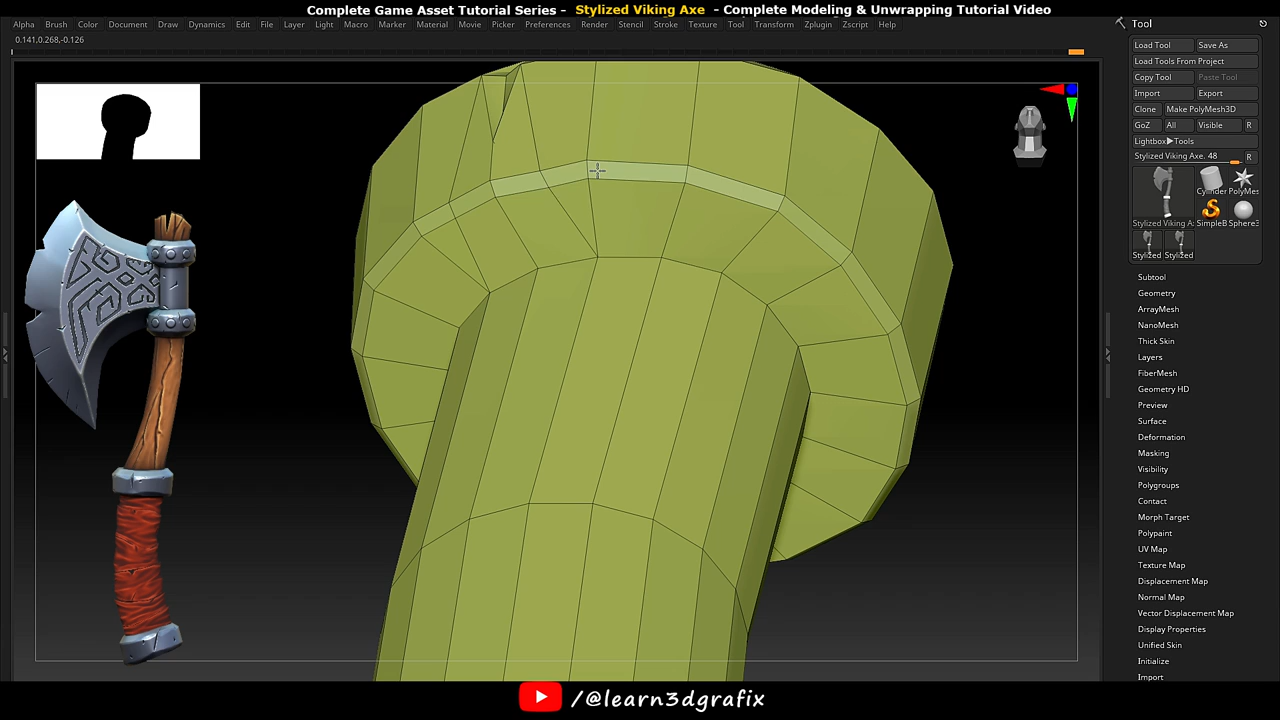 Complete Game Asset Tutorial Series - Stylized Viking Axe - Complete Modeling & Unwrapping Tutorial Video
Alpha Brush Color Document Draw Dynamics Edit File Layer Light Macro Marker Material Movie Picker Preferences Render Stencil Stroke Texture Tool Transform Zplugin Zscript Help
0.141,0.268,-0.126
Tool
Load Tool Save As
Load Tools From Project
Copy Tool Paste Tool
Import Export
Clone Make PolyMesh3D
GoZ All Visible R
Lightbox▶Tools
Stylized Viking Axe. 48 R
Cylinder PolyMes
Stylized Viking A: SimpleB Sphere3
Stylized Stylized
Subtool
Geometry
ArrayMesh
NanoMesh
Thick Skin
Layers
FiberMesh
Geometry HD
Preview
Surface
Deformation
Masking
Visibility
Polygroups
Contact
Morph Target
Polypaint
UV Map
Texture Map
Displacement Map
Normal Map
Vector Displacement Map
Display Properties
Unified Skin
Initialize
Import
/@learn3dgrafix